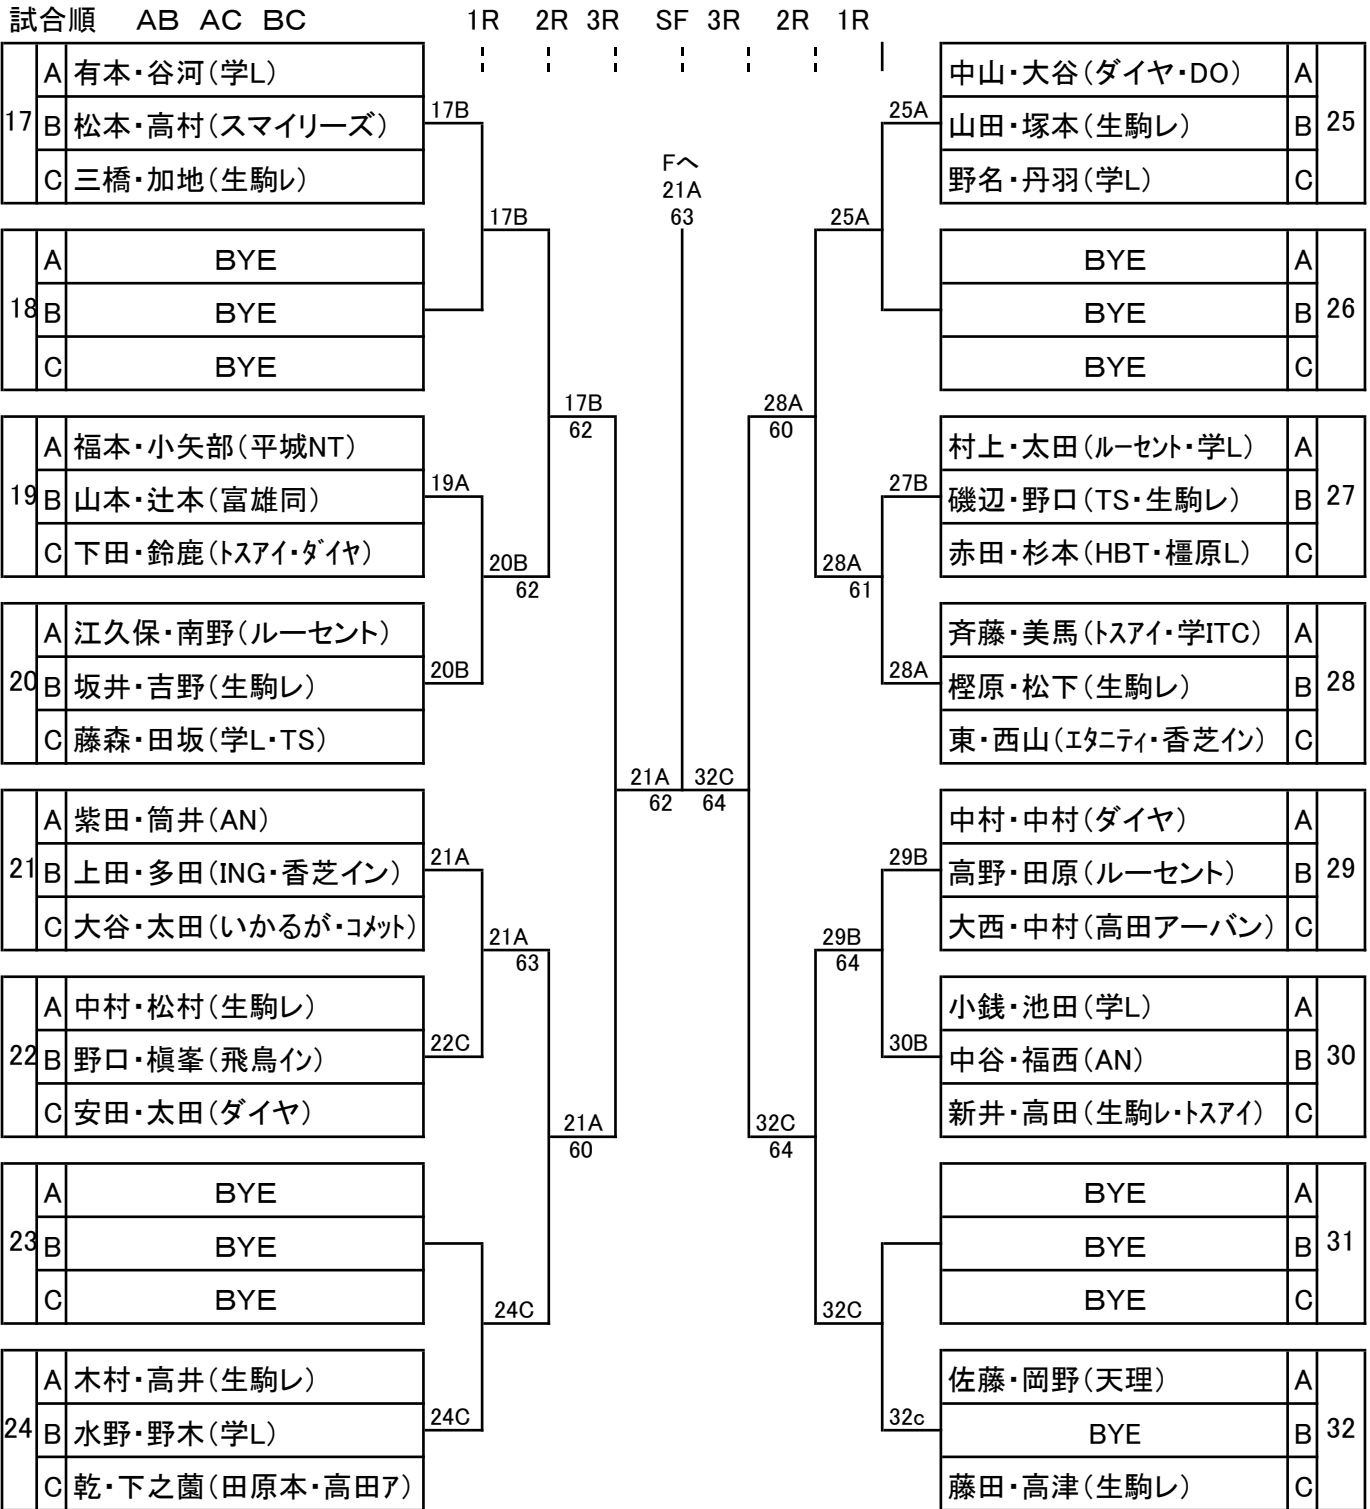 試合順 AB AC BC 1R 2R 3R SF 3R 2R 1R
17
A 有本・谷河(学L)
B 松本・高村(スマイリーズ)
C 三橋・加地(生駒レ)
18
A BYE
B BYE
C BYE
19
A 福本・小矢部(平城NT)
B 山本・辻本(富雄同)
C 下田・鈴鹿(トスアイ・ダイヤ)
20
A 江久保・南野(ルーセント)
B 坂井・吉野(生駒レ)
C 藤森・田坂(学L・TS)
21
A 紫田・筒井(AN)
B 上田・多田(ING・香芝イン)
C 大谷・太田(いかるが・コメット)
22
A 中村・松村(生駒レ)
B 野口・槇峯(飛鳥イン)
C 安田・太田(ダイヤ)
23
A BYE
B BYE
C BYE
24
A 木村・高井(生駒レ)
B 水野・野木(学L)
C 乾・下之薗(田原本・高田ア)
17B
19A
20B
21A
22C
24C
17B
20B
62
21A
63
24C
17B
62
21A
60
21A
62
Fへ
21A
63
32C
64
28A
60
32C
64
25A
28A
61
29B
64
32C
25A
27B
28A
29B
30B
32c
中山・大谷(ダイヤ・DO) A
山田・塚本(生駒レ) B
野名・丹羽(学L) C
25
BYE A
BYE B
BYE C
26
村上・太田(ルーセント・学L) A
磯辺・野口(TS・生駒レ) B
赤田・杉本(HBT・橿原L) C
27
斉藤・美馬(トスアイ・学ITC) A
樫原・松下(生駒レ) B
東・西山(エタニティ・香芝イン) C
28
中村・中村(ダイヤ) A
高野・田原(ルーセント) B
大西・中村(高田アーバン) C
29
小銭・池田(学L) A
中谷・福西(AN) B
新井・高田(生駒レ・トスアイ) C
30
BYE A
BYE B
BYE C
31
佐藤・岡野(天理) A
BYE B
藤田・高津(生駒レ) C
32